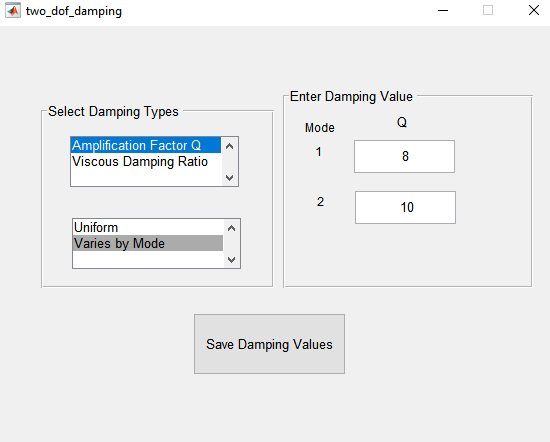 two_dof_damping
Select Damping Types
Amplification Factor Q
Viscous Damping Ratio
Uniform
Varies by Mode
Enter Damping Value
Mode Q
1 8
2 10
Save Damping Values